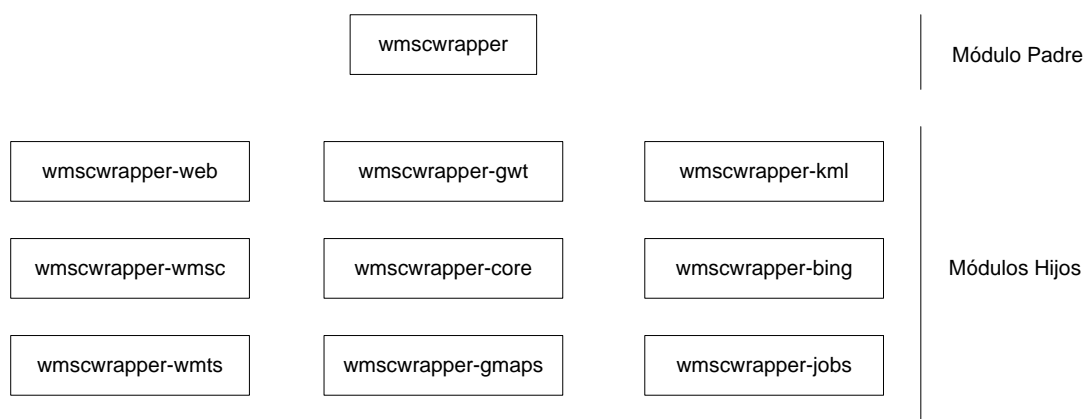 wmscwrapper
Módulo Padre
wmscwrapper-web
wmscwrapper-gwt
wmscwrapper-kml
wmscwrapper-wmsc
wmscwrapper-core
wmscwrapper-bing
Módulos Hijos
wmscwrapper-wmts
wmscwrapper-gmaps
wmscwrapper-jobs